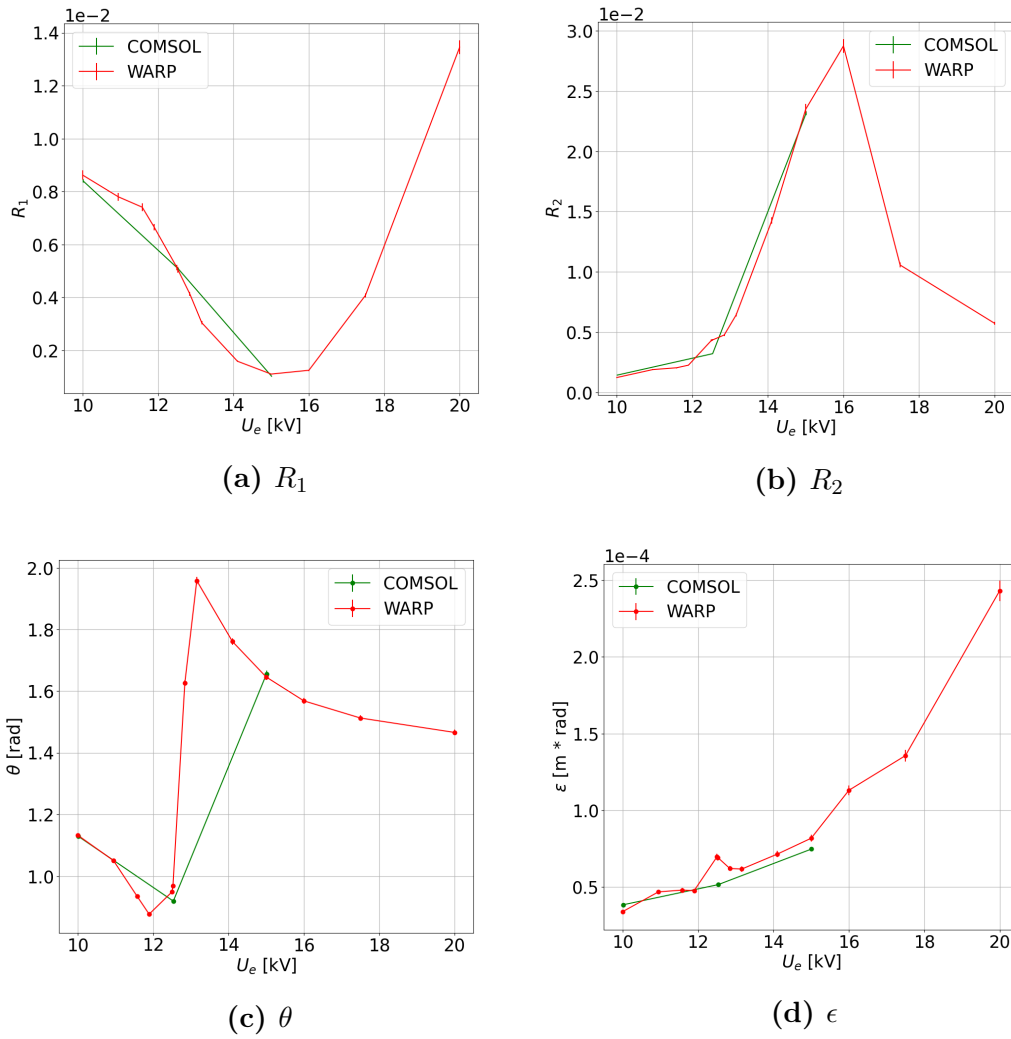 1e−2
COMSOL
WARP
1.4
1.2
1.0
0.8
0.6
0.4
0.2
R₁
10 12 14 16 18 20
Uₑ [kV]
(a) R₁
1e−2
COMSOL
WARP
3.0
2.5
2.0
1.5
1.0
0.5
0.0
R₂
10 12 14 16 18 20
Uₑ [kV]
(b) R₂
COMSOL
WARP
2.0
1.8
1.6
1.4
1.2
1.0
θ [rad]
10 12 14 16 18 20
Uₑ [kV]
(c) θ
1e−4
COMSOL
WARP
2.5
2.0
1.5
1.0
0.5
ε [m * rad]
10 12 14 16 18 20
Uₑ [kV]
(d) ϵ